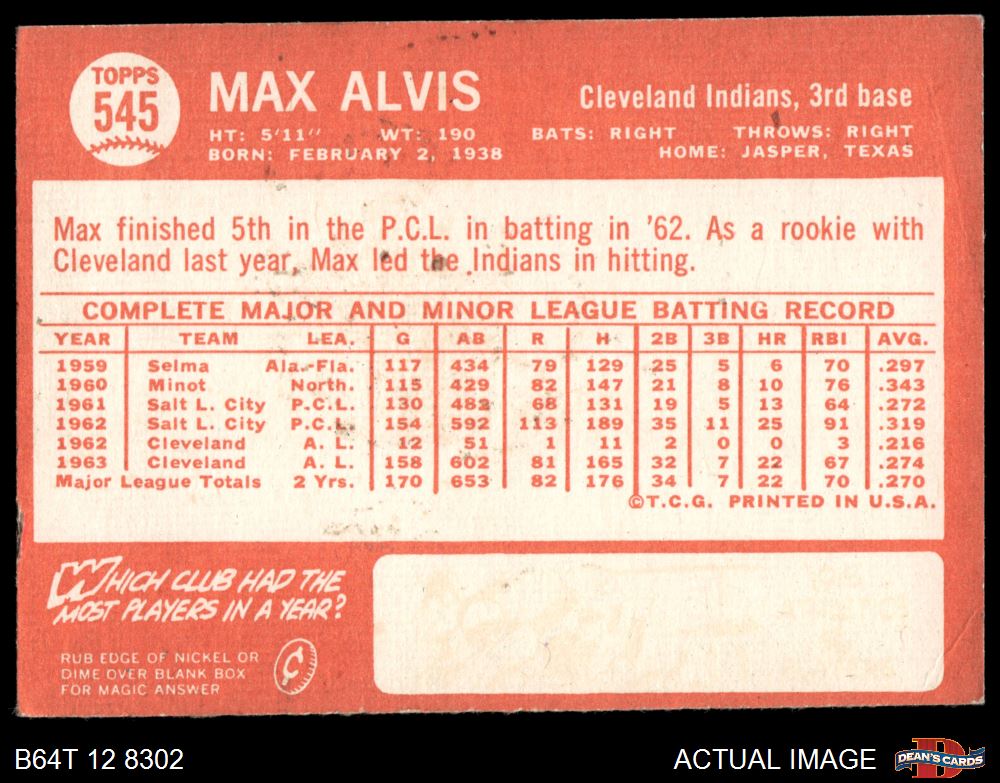 TOPPS
545
MAX ALVIS
Cleveland Indians, 3rd base
HT: 5'11" WT: 190 BATS: RIGHT THROWS: RIGHT
BORN: FEBRUARY 2, 1938 HOME: JASPER, TEXAS
Max finished 5th in the P.C.L. in batting in '62. As a rookie with
Cleveland last year, Max led the Indians in hitting.
COMPLETE MAJOR AND MINOR LEAGUE BATTING RECORD
YEAR TEAM LEA. G AB R H 2B 3B HR RBI AVG.
1959 Selma Ala.-Fla. 117 434 79 129 25 5 6 70 .297
1960 Minot North. 115 429 82 147 21 8 10 76 .343
1961 Salt L. City P.C.L. 130 482 68 131 19 5 13 64 .272
1962 Salt L. City P.C.L. 154 592 113 189 35 11 25 91 .319
1962 Cleveland A. L. 12 51 1 11 2 0 0 3 .216
1963 Cleveland A. L. 158 602 81 165 32 7 22 67 .274
Major League Totals 2 Yrs. 170 653 82 176 34 7 22 70 .270
©T.C.G. PRINTED IN U.S.A.
WHICH CLUB HAD THE
MOST PLAYERS IN A YEAR?
RUB EDGE OF NICKEL OR
DIME OVER BLANK BOX
FOR MAGIC ANSWER
B64T 12 8302
ACTUAL IMAGE
DEAN'S CARDS